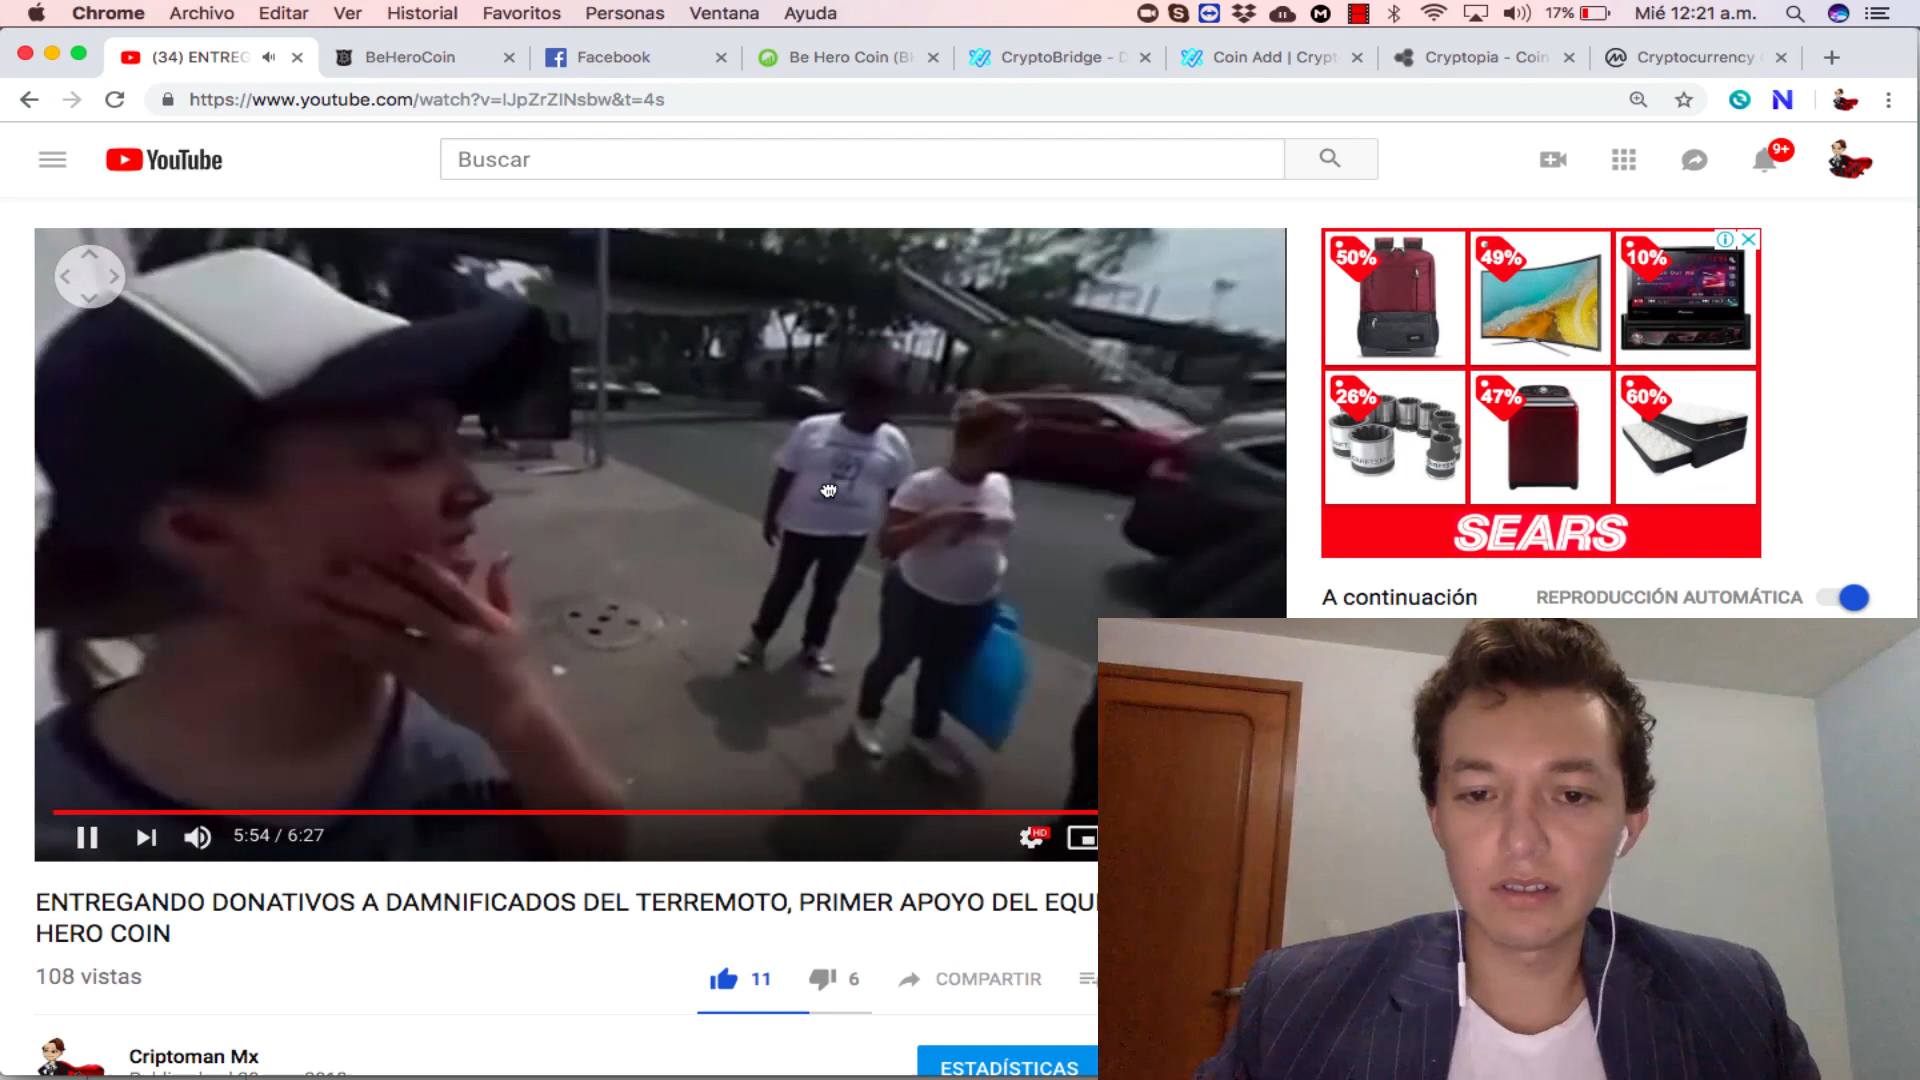 Chrome Archivo Editar Ver Historial Favoritos Personas Ventana Ayuda 17% Mié 12:21 a.m.
(34) ENTREG BeHeroCoin Facebook Be Hero Coin (BH CryptoBridge - D Coin Add | Crypt Cryptopia - Coin Cryptocurrency
https://www.youtube.com/watch?v=lJpZrZlNsbw&t=4s
YouTube Buscar 9+
50% 49% 10%
26% 47% 60%
SEARS
A continuación REPRODUCCIÓN AUTOMÁTICA
5:54 / 6:27 HD
ENTREGANDO DONATIVOS A DAMNIFICADOS DEL TERREMOTO, PRIMER APOYO DEL EQU
HERO COIN
108 vistas 11 6 COMPARTIR
Criptoman Mx
ESTADÍSTICAS